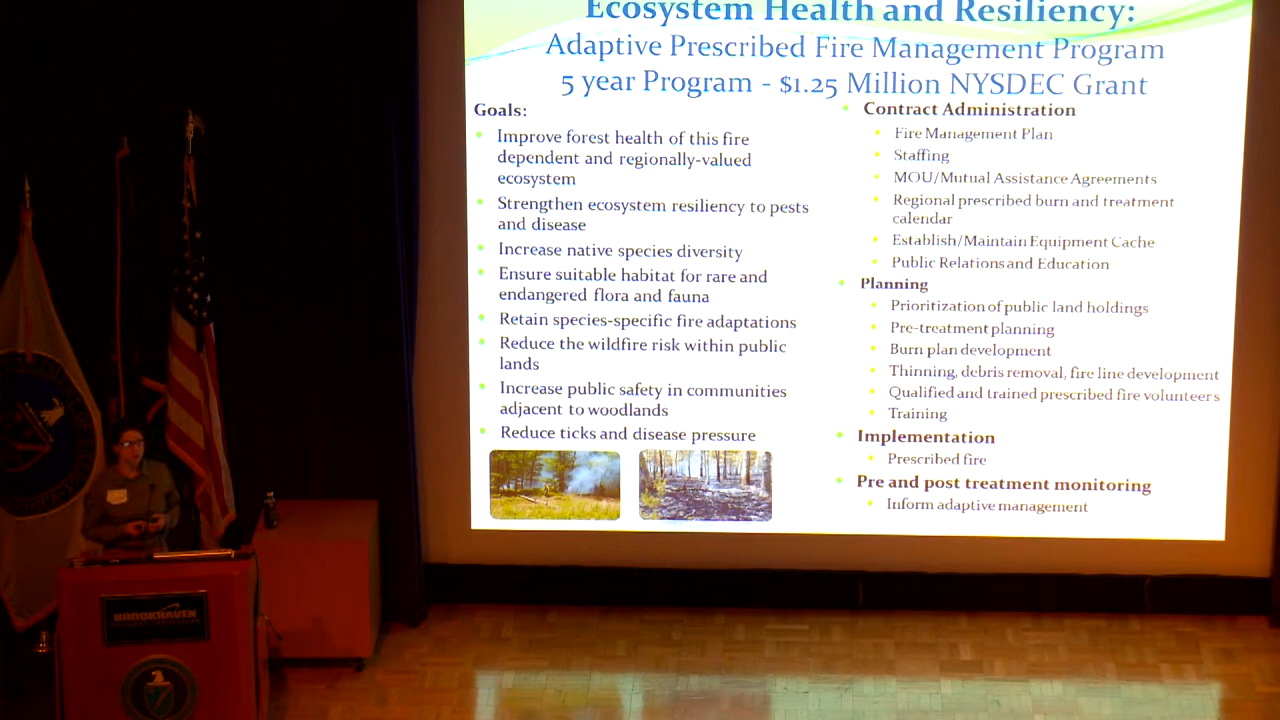 Ecosystem Health and Resiliency:
Adaptive Prescribed Fire Management Program
5 year Program - $1.25 Million NYSDEC Grant
Goals:
Improve forest health of this fire
dependent and regionally-valued
ecosystem
Strengthen ecosystem resiliency to pests
and disease
Increase native species diversity
Ensure suitable habitat for rare and
endangered flora and fauna
Retain species-specific fire adaptations
Reduce the wildfire risk within public
lands
Increase public safety in communities
adjacent to woodlands
Reduce ticks and disease pressure
Contract Administration
Fire Management Plan
Staffing
MOU/Mutual Assistance Agreements
Regional prescribed burn and treatment
calendar
Establish/Maintain Equipment Cache
Public Relations and Education
Planning
Prioritization of public land holdings
Pre-treatment planning
Burn plan development
Thinning, debris removal, fire line development
Qualified and trained prescribed fire volunteers
Training
Implementation
Prescribed fire
Pre and post treatment monitoring
Inform adaptive management
BROOKHAVEN